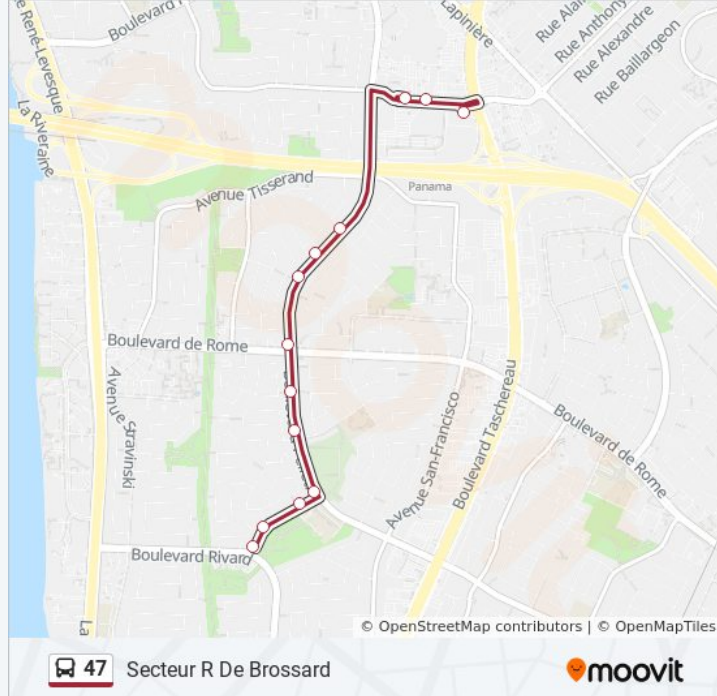 Boulevard
Lapinière
Rue Anthony
Rue Alexandre
Rue Baillargeon
René-Levesque
La Riveraine
Avenue Tisserand
Panama
Boulevard de Rome
Avenue Stravinski
Avenue San-Francisco
Boulevard Taschereau
Boulevard de Rome
Boulevard Rivard
La
© OpenStreetMap contributors | © OpenMapTiles
47 Secteur R De Brossard
moovit